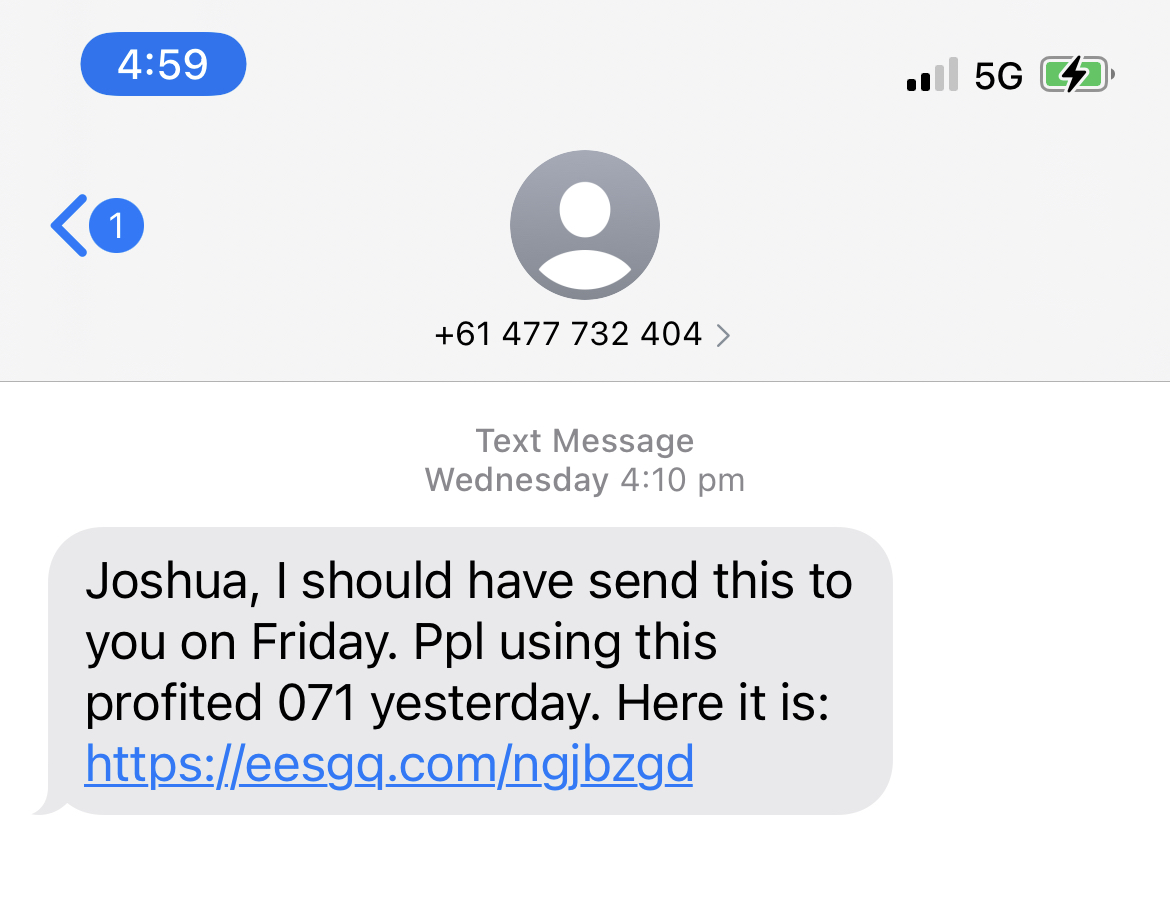 4:59
5G
1
+61 477 732 404
Text Message
Wednesday 4:10 pm
Joshua, I should have send this to
you on Friday. Ppl using this
profited 071 yesterday. Here it is:
https://eesgq.com/ngjbzgd